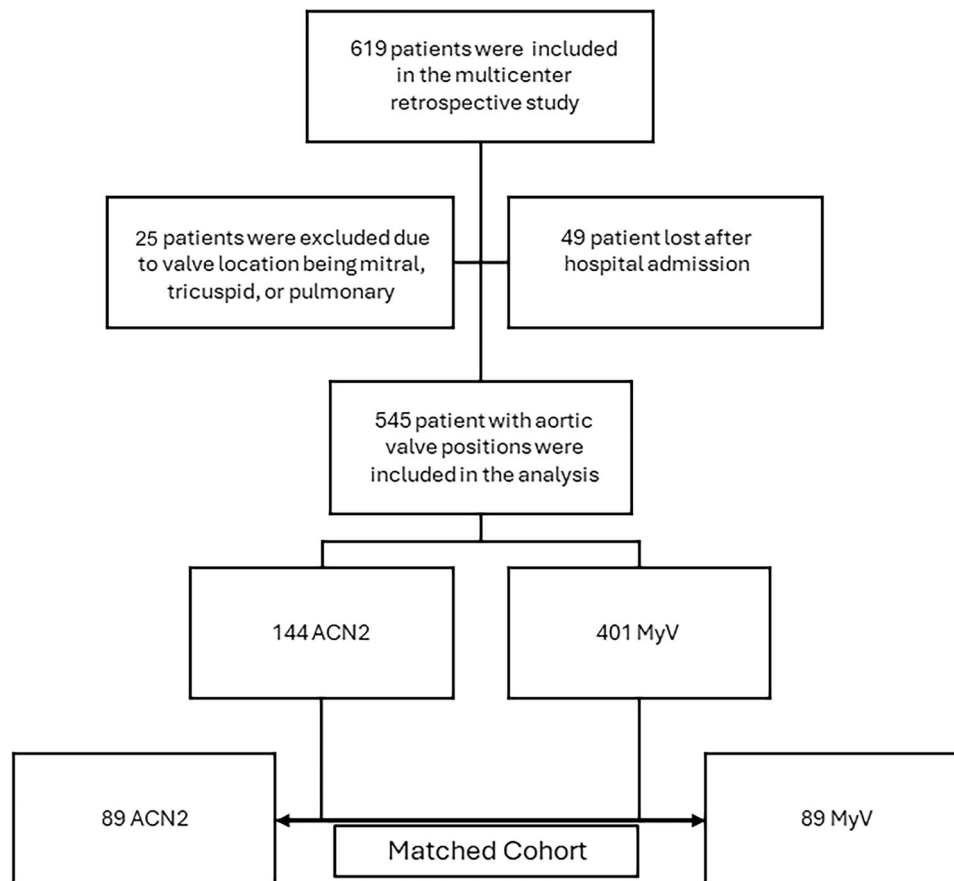 619 patients were included
in the multicenter
retrospective study
25 patients were excluded due
to valve location being mitral,
tricuspid, or pulmonary
49 patient lost after
hospital admission
545 patient with aortic
valve positions were
included in the analysis
144 ACN2
401 MyV
89 ACN2
89 MyV
Matched Cohort